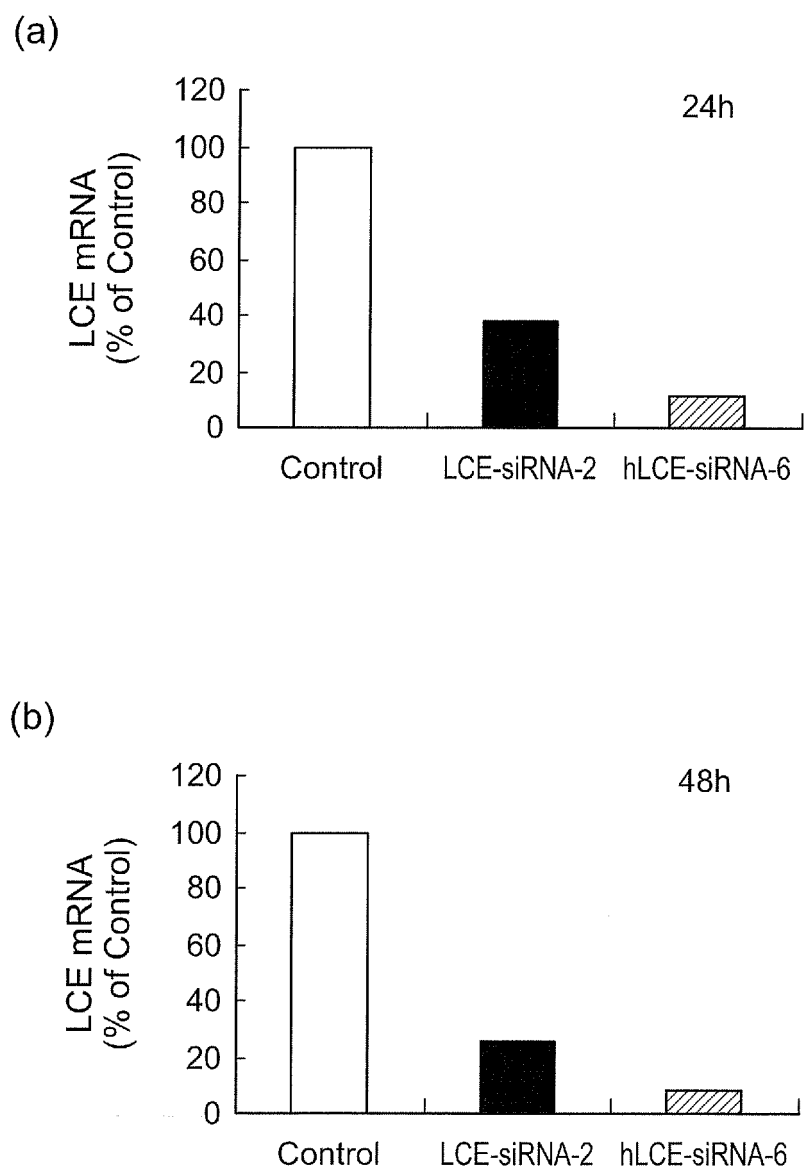 (a)
24h
LCE mRNA
(% of Control)
120
100
80
60
40
20
0
Control LCE-siRNA-2 hLCE-siRNA-6
(b)
48h
LCE mRNA
(% of Control)
120
100
80
60
40
20
0
Control LCE-siRNA-2 hLCE-siRNA-6